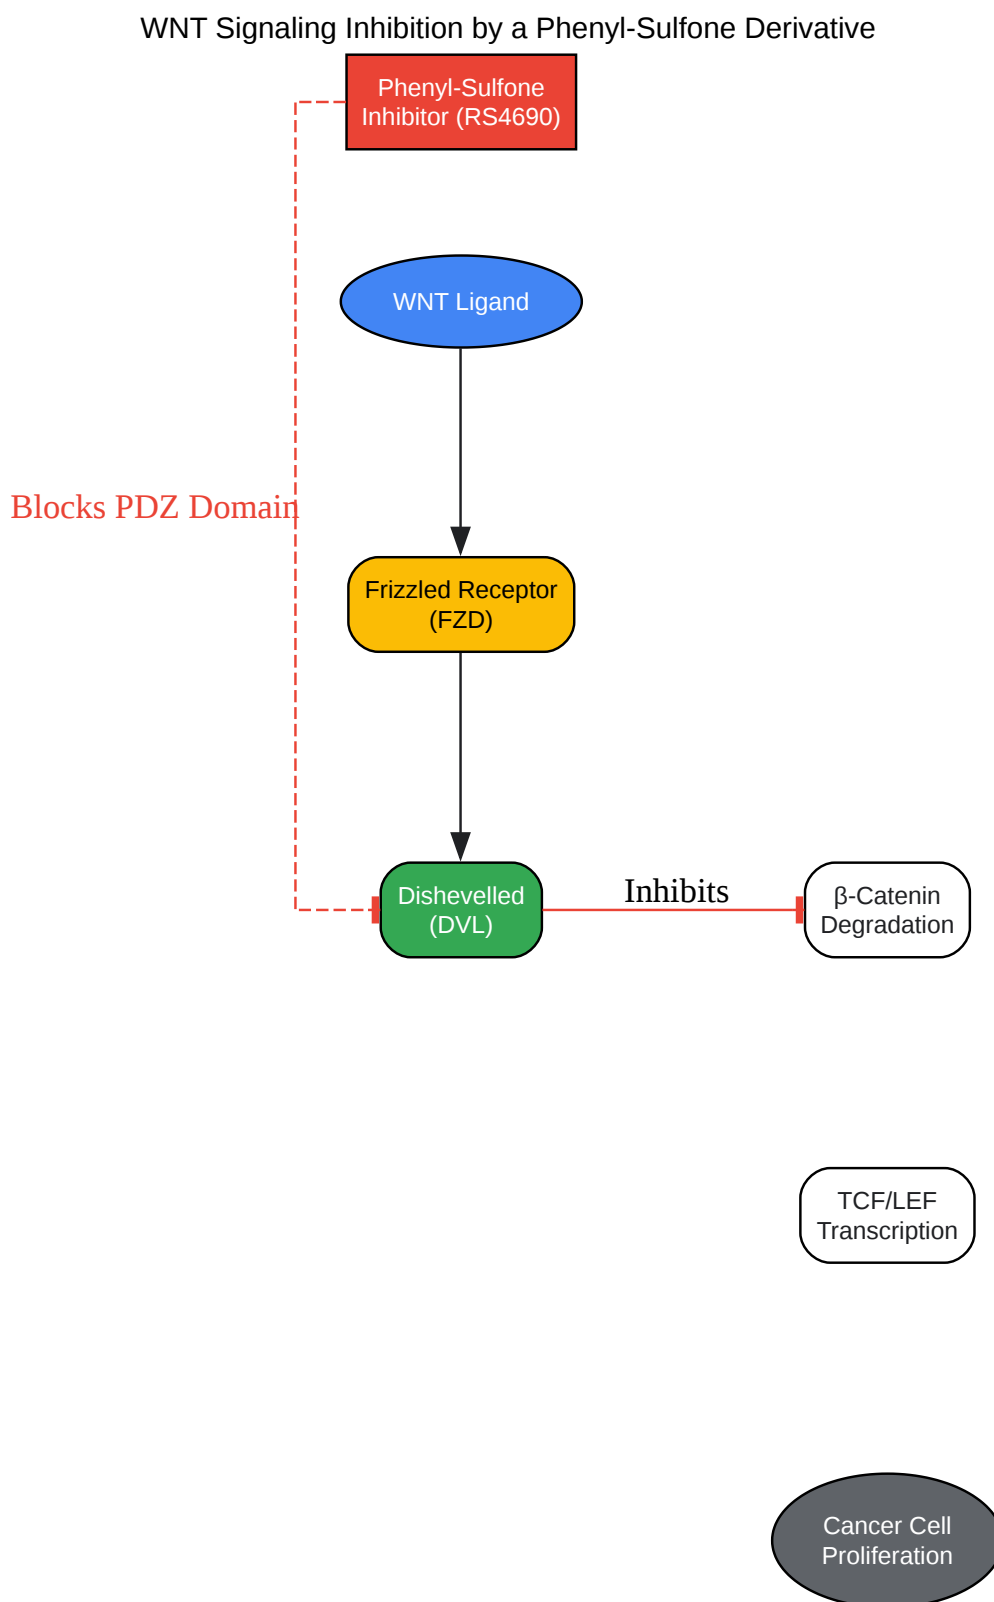 WNT Signaling Inhibition by a Phenyl-Sulfone Derivative
Phenyl-Sulfone
Inhibitor (RS4690)
WNT Ligand
Blocks PDZ Domain
Frizzled Receptor
(FZD)
Dishevelled
(DVL)
Inhibits
β-Catenin
Degradation
TCF/LEF
Transcription
Cancer Cell
Proliferation